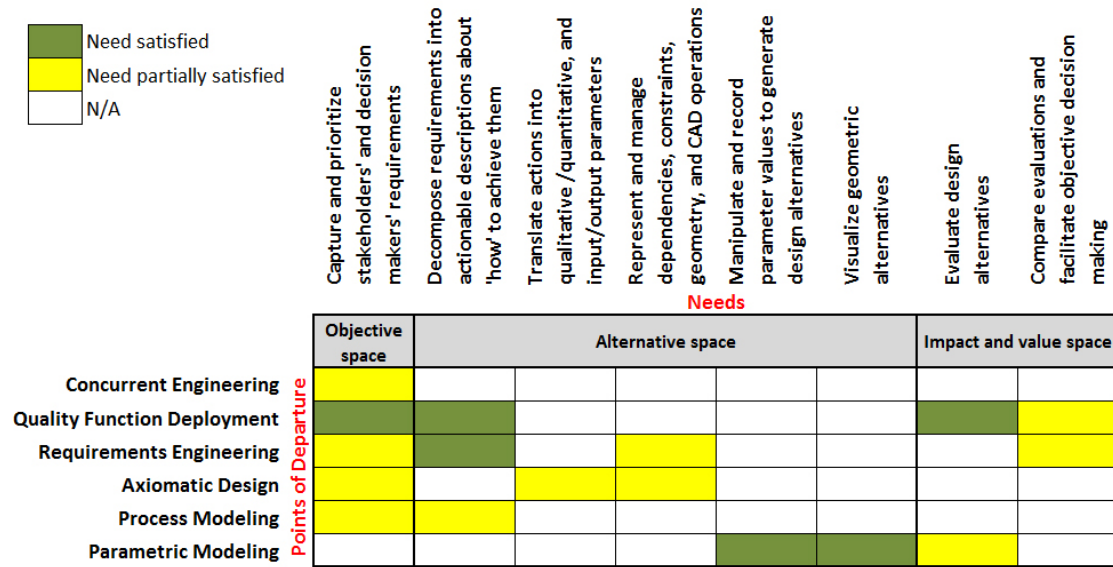 Need satisfied
Need partially satisfied
N/A
Capture and prioritize
stakeholders' and decision
makers' requirements
Decompose requirements into
actionable descriptions about
'how' to achieve them
Translate actions into
qualitative /quantitative, and
input/output parameters
Represent and manage
dependencies, constraints,
geometry, and CAD operations
Manipulate and record
parameter values to generate
design alternatives
Visualize geometric
alternatives
Evaluate design
alternatives
Compare evaluations and
facilitate objective decision
making
Needs
Objective
space
Alternative space
Impact and value space
Points of Departure
Concurrent Engineering
Quality Function Deployment
Requirements Engineering
Axiomatic Design
Process Modeling
Parametric Modeling